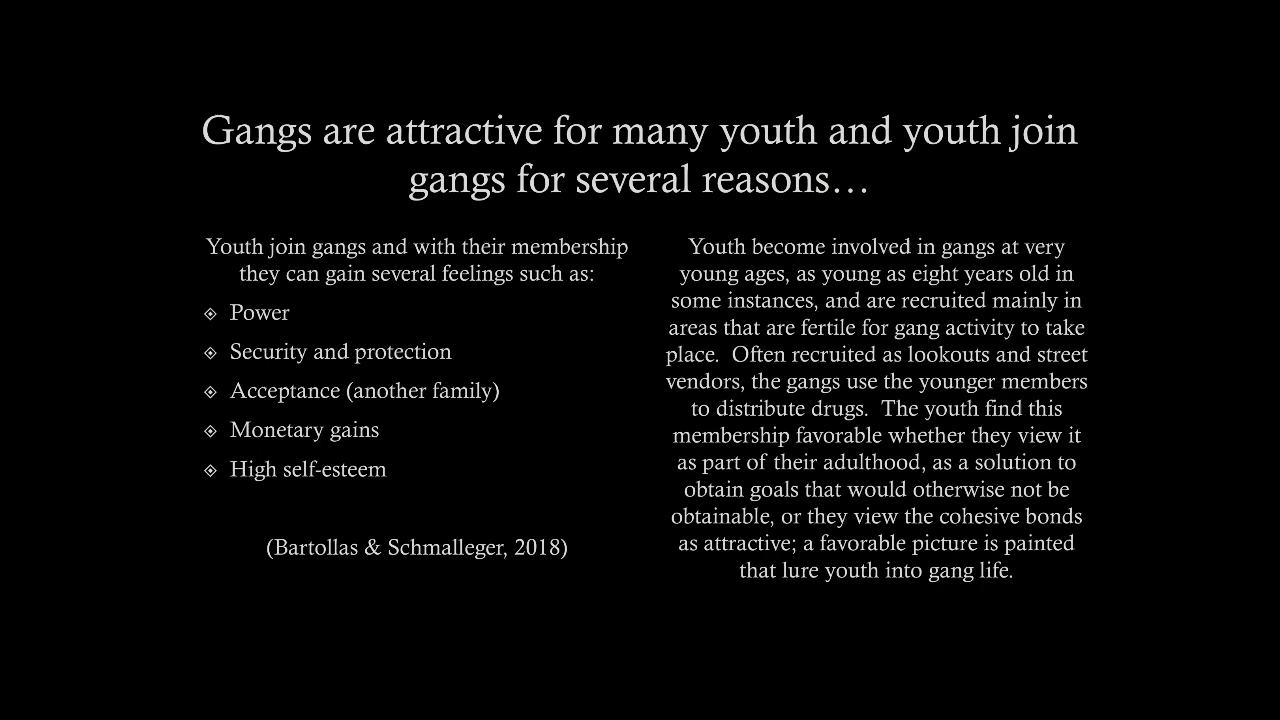 Gangs are attractive for many youth and youth join
gangs for several reasons…
Youth join gangs and with their membership
they can gain several feelings such as:
Power
Security and protection
Acceptance (another family)
Monetary gains
High self-esteem
(Bartollas & Schmalleger, 2018)
Youth become involved in gangs at very
young ages, as young as eight years old in
some instances, and are recruited mainly in
areas that are fertile for gang activity to take
place.  Often recruited as lookouts and street
vendors, the gangs use the younger members
to distribute drugs.  The youth find this
membership favorable whether they view it
as part of their adulthood, as a solution to
obtain goals that would otherwise not be
obtainable, or they view the cohesive bonds
as attractive; a favorable picture is painted
that lure youth into gang life.